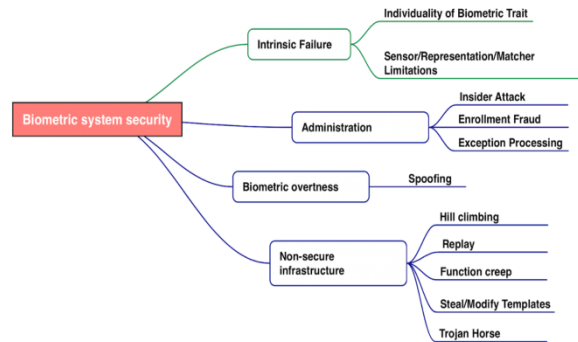 Biometric system security
Intrinsic Failure
Individuality of Biometric Trait
Sensor/Representation/Matcher
Limitations
Administration
Insider Attack
Enrollment Fraud
Exception Processing
Biometric overtness
Spoofing
Non-secure
infrastructure
Hill climbing
Replay
Function creep
Steal/Modify Templates
Trojan Horse